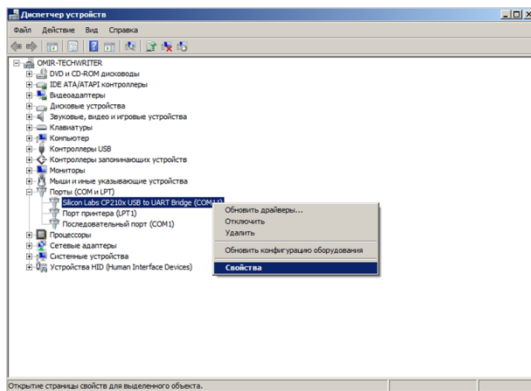 Диспетчер устройств
Файл Действие Вид Справка
OMIR-TECHWRITER
DVD и CD-ROM дисководы
IDE ATA/ATAPI контроллеры
Видеоадаптеры
Дисковые устройства
Звуковые, видео и игровые устройства
Клавиатуры
Компьютер
Контроллеры USB
Контроллеры запоминающих устройств
Мониторы
Мыши и иные указывающие устройства
Порты (COM и LPT)
Silicon Labs CP210x USB to UART Bridge
Порт принтера (LPT1)
Последовательный порт (COM1)
Процессоры
Сетевые адаптеры
Системные устройства
Устройства HID (Human Interface Devices)
Обновить драйверы...
Отключить
Удалить
Обновить конфигурацию оборудования
Свойства
Открытие страницы свойств для выделенного объекта.